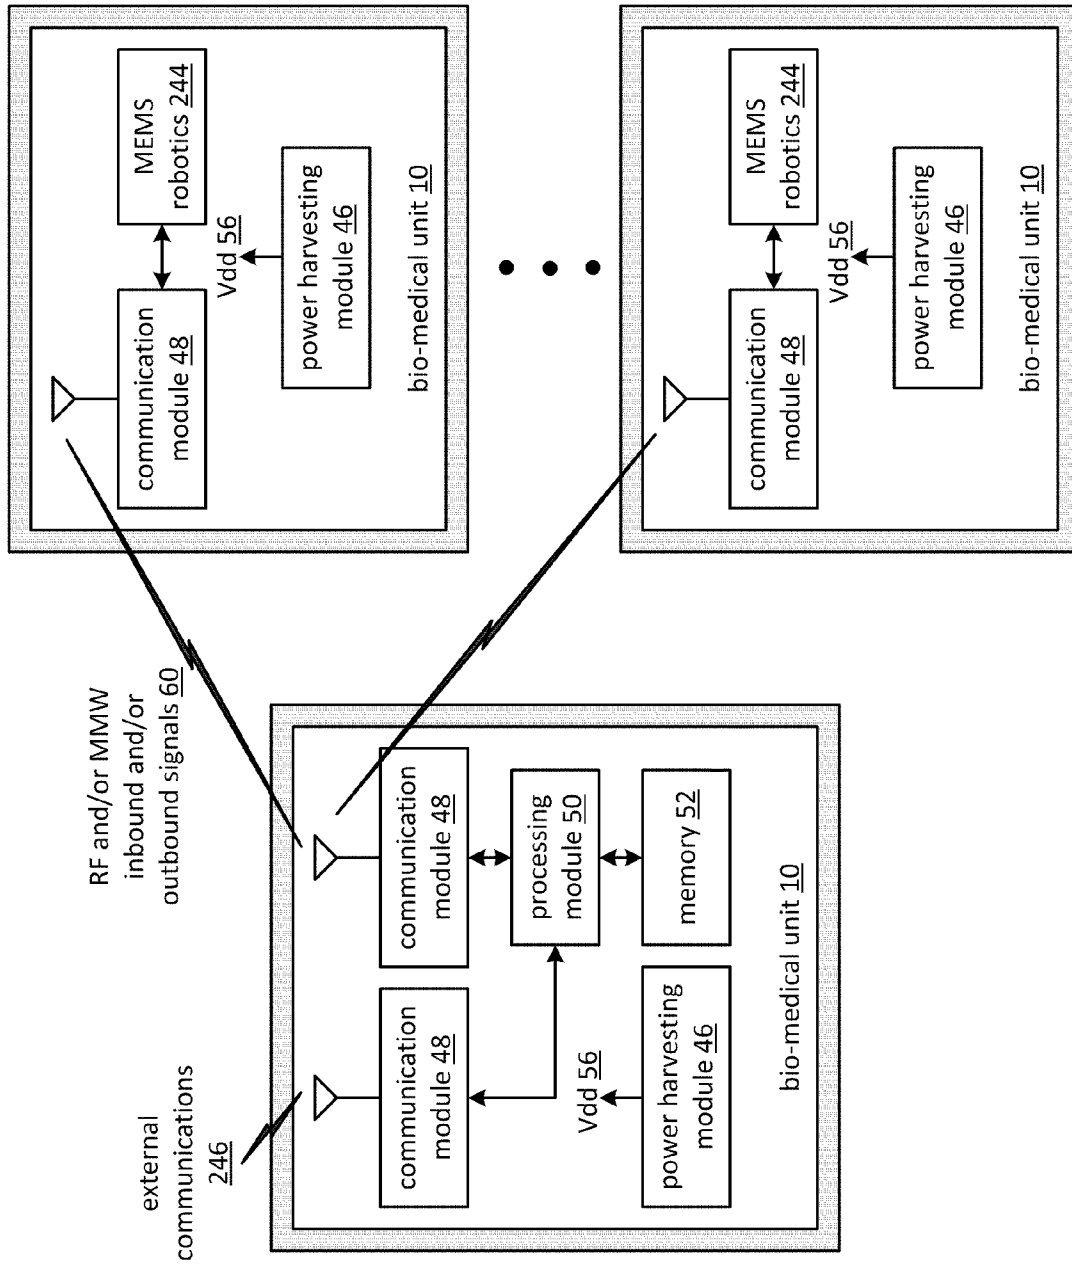 external
communications
246
RF and/or MMW
inbound and/or
outbound signals 60
communication
module 48
communication
module 48
processing
module 50
Vdd 56
power harvesting
module 46
memory 52
bio-medical unit 10
communication
module 48
MEMS
robotics 244
Vdd 56
power harvesting
module 46
bio-medical unit 10
communication
module 48
MEMS
robotics 244
Vdd 56
power harvesting
module 46
bio-medical unit 10